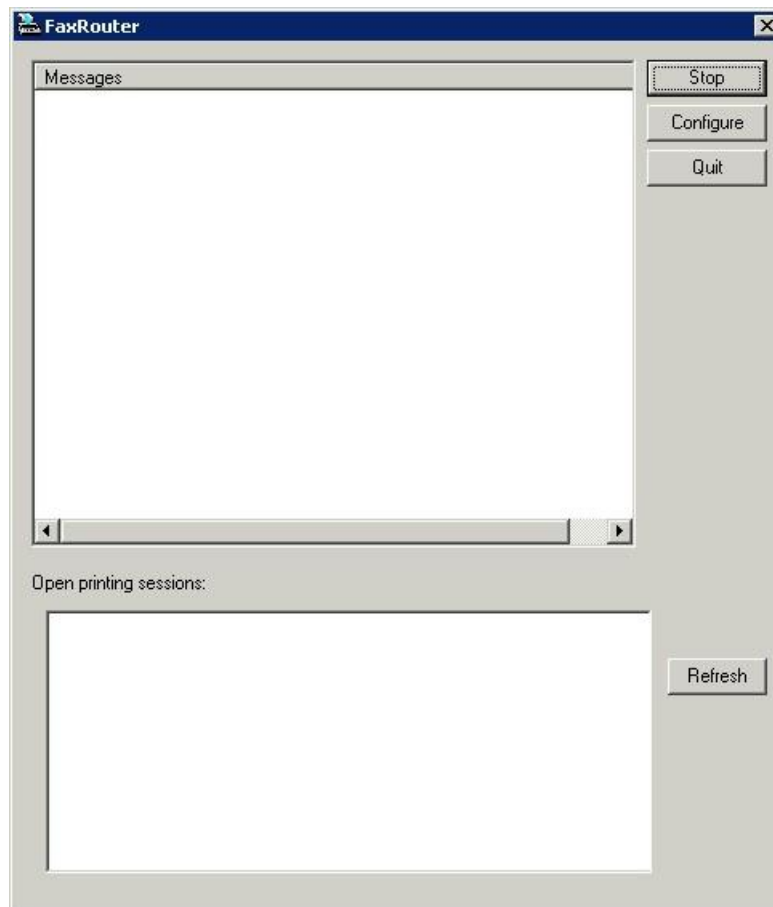 FaxRouter
Messages
Stop
Configure
Quit
Open printing sessions:
Refresh